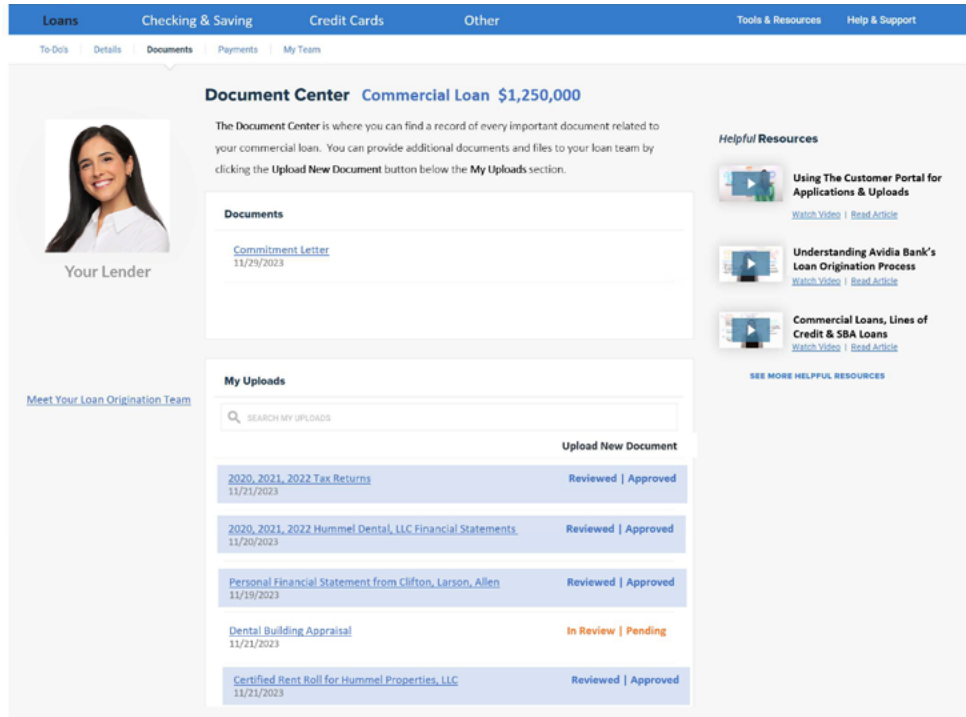 Loans Checking & Saving Credit Cards Other Tools & Resources Help & Support
To-Do's Details Documents Payments My Team
Document Center Commercial Loan $1,250,000
The Document Center is where you can find a record of every important document related to
your commercial loan. You can provide additional documents and files to your loan team by
clicking the Upload New Document button below the My Uploads section.
Your Lender
Meet Your Loan Origination Team
Documents
Commitment Letter
11/29/2023
My Uploads
SEARCH MY UPLOADS
Upload New Document
2020, 2021, 2022 Tax Returns Reviewed | Approved
11/21/2023
2020, 2021, 2022 Hummel Dental, LLC Financial Statements Reviewed | Approved
11/20/2023
Personal Financial Statement from Clifton, Larson, Allen Reviewed | Approved
11/19/2023
Dental Building Appraisal In Review | Pending
11/21/2023
Certified Rent Roll for Hummel Properties, LLC Reviewed | Approved
11/21/2023
Helpful Resources
Using The Customer Portal for
Applications & Uploads
Watch Video | Read Article
Understanding Avidia Bank's
Loan Origination Process
Watch Video | Read Article
Commercial Loans, Lines of
Credit & SBA Loans
Watch Video | Read Article
SEE MORE HELPFUL RESOURCES